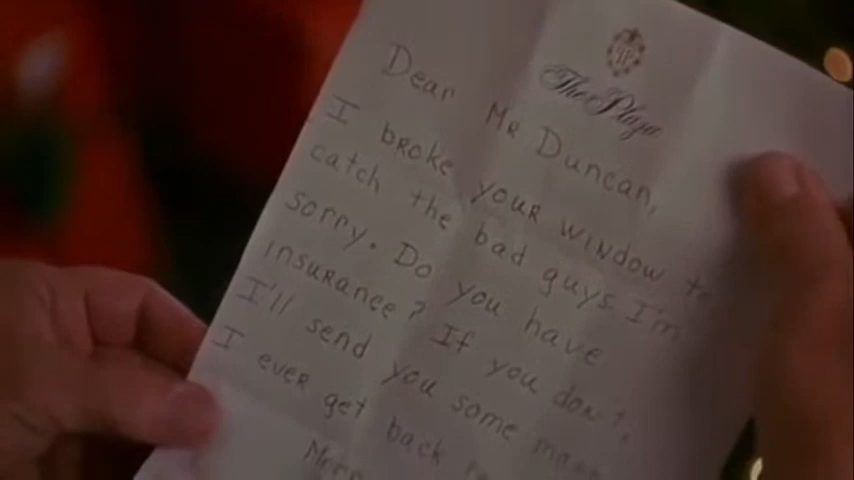 The Plaza
Dear Mr Duncan,
I broke your window to
catch the bad guys. I'm
sorry. Do you have
insurance? If you don't,
I'll send you some
I ever get back